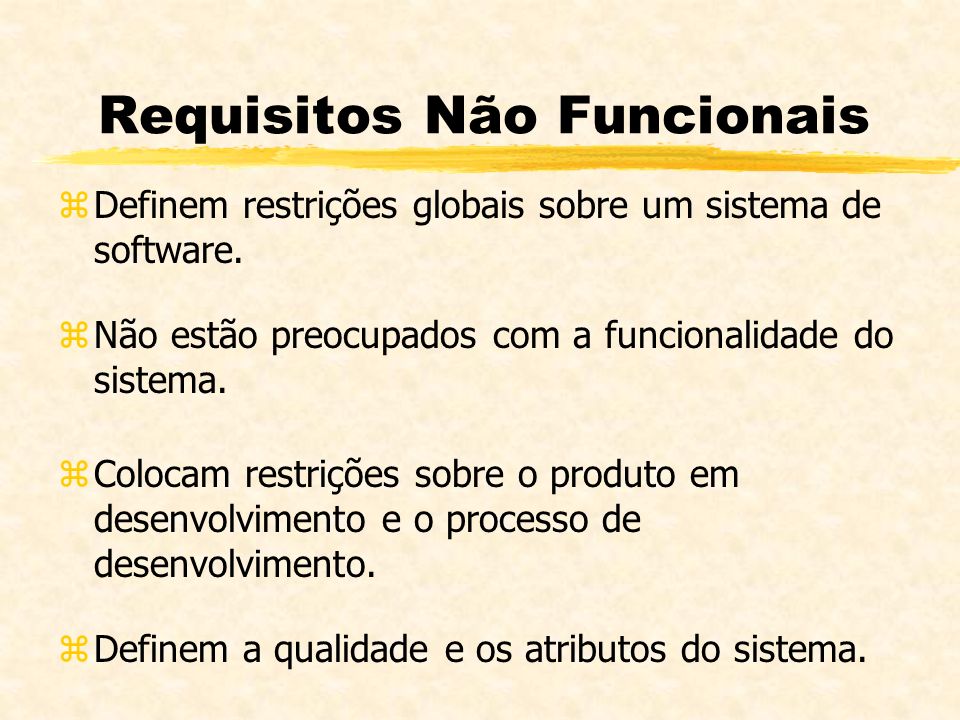 Requisitos Não Funcionais
Definem restrições globais sobre um sistema de
software.
Não estão preocupados com a funcionalidade do
sistema.
Colocam restrições sobre o produto em
desenvolvimento e o processo de
desenvolvimento.
Definem a qualidade e os atributos do sistema.